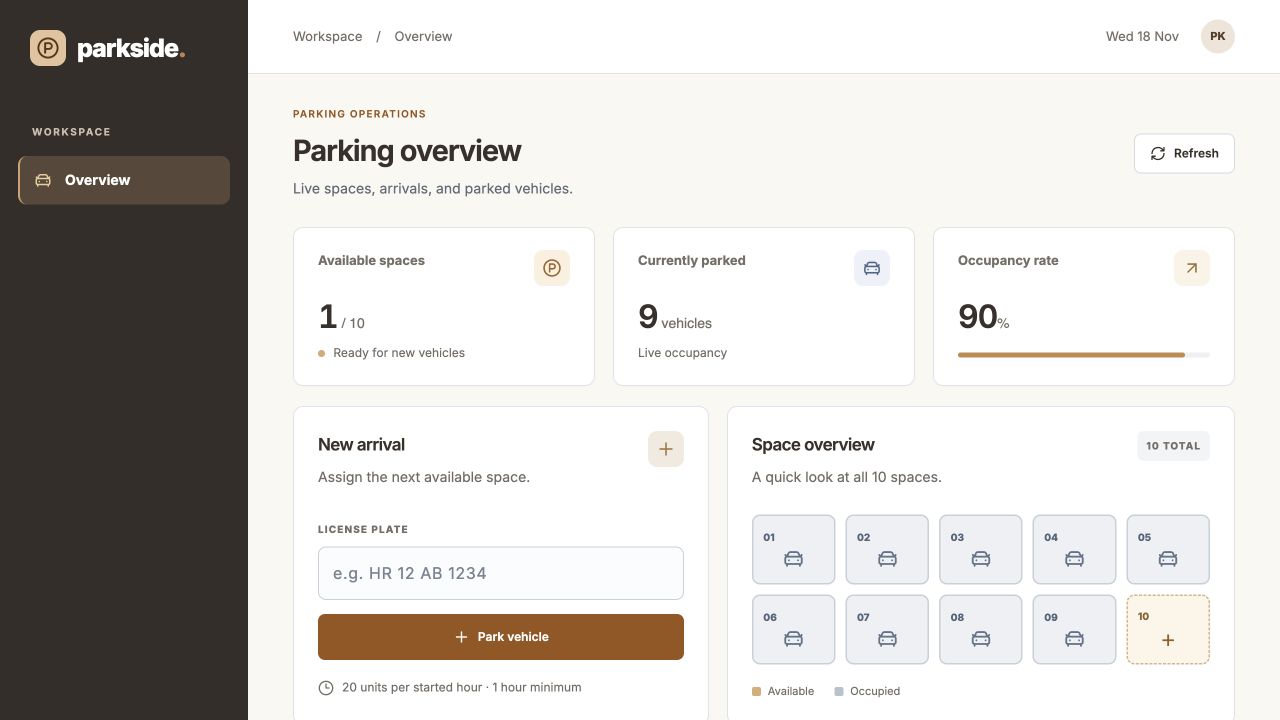 parkside.
Workspace / Overview
Wed 18 Nov
PK
WORKSPACE
Overview
PARKING OPERATIONS
Parking overview
Live spaces, arrivals, and parked vehicles.
Refresh
Available spaces
1 / 10
Ready for new vehicles
Currently parked
9 vehicles
Live occupancy
Occupancy rate
90%
New arrival
Assign the next available space.
LICENSE PLATE
e.g. HR 12 AB 1234
Park vehicle
20 units per started hour · 1 hour minimum
Space overview
10 TOTAL
A quick look at all 10 spaces.
01 02 03 04 05
06 07 08 09 10
Available Occupied